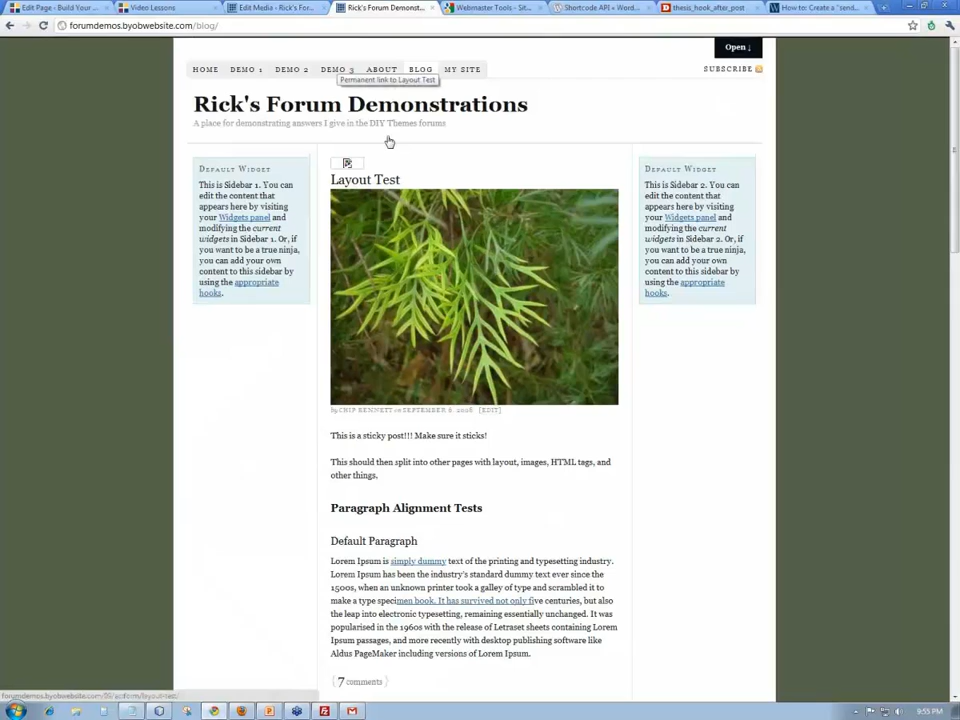 Edit Page - Build Your ...
Video Lessons
Edit Media ‹ Rick's For...
Rick's Forum Demonst...
Webmaster Tools - Sit...
Shortcode API « Word...
thesis_hook_after_post
How to: Create a "send...
forumdemos.byobwebsite.com/blog/
Open ↓
HOME DEMO 1 DEMO 2 DEMO 3 ABOUT BLOG MY SITE
SUBSCRIBE
Permanent link to Layout Test
Rick's Forum Demonstrations
A place for demonstrating answers I give in the DIY Themes forums
Default Widget
This is Sidebar 1. You can
edit the content that
appears here by visiting
your Widgets panel and
modifying the current
widgets in Sidebar 1. Or, if
you want to be a true ninja,
you can add your own
content to this sidebar by
using the appropriate
hooks.
Layout Test
by CHIP BENNETT on SEPTEMBER 6, 2008 [EDIT]
This is a sticky post!!! Make sure it sticks!
This should then split into other pages with layout, images, HTML tags, and
other things.
Paragraph Alignment Tests
Default Paragraph
Lorem Ipsum is simply dummy text of the printing and typesetting industry.
Lorem Ipsum has been the industry's standard dummy text ever since the
1500s, when an unknown printer took a galley of type and scrambled it to
make a type specimen book. It has survived not only five centuries, but also
the leap into electronic typesetting, remaining essentially unchanged. It was
popularised in the 1960s with the release of Letraset sheets containing Lorem
Ipsum passages, and more recently with desktop publishing software like
Aldus PageMaker including versions of Lorem Ipsum.
{ 7 comments }
Default Widget
This is Sidebar 2. You can
edit the content that
appears here by visiting
your Widgets panel and
modifying the current
widgets in Sidebar 2. Or, if
you want to be a true ninja,
you can add your own
content to this sidebar by
using the appropriate
hooks.
9:55 PM